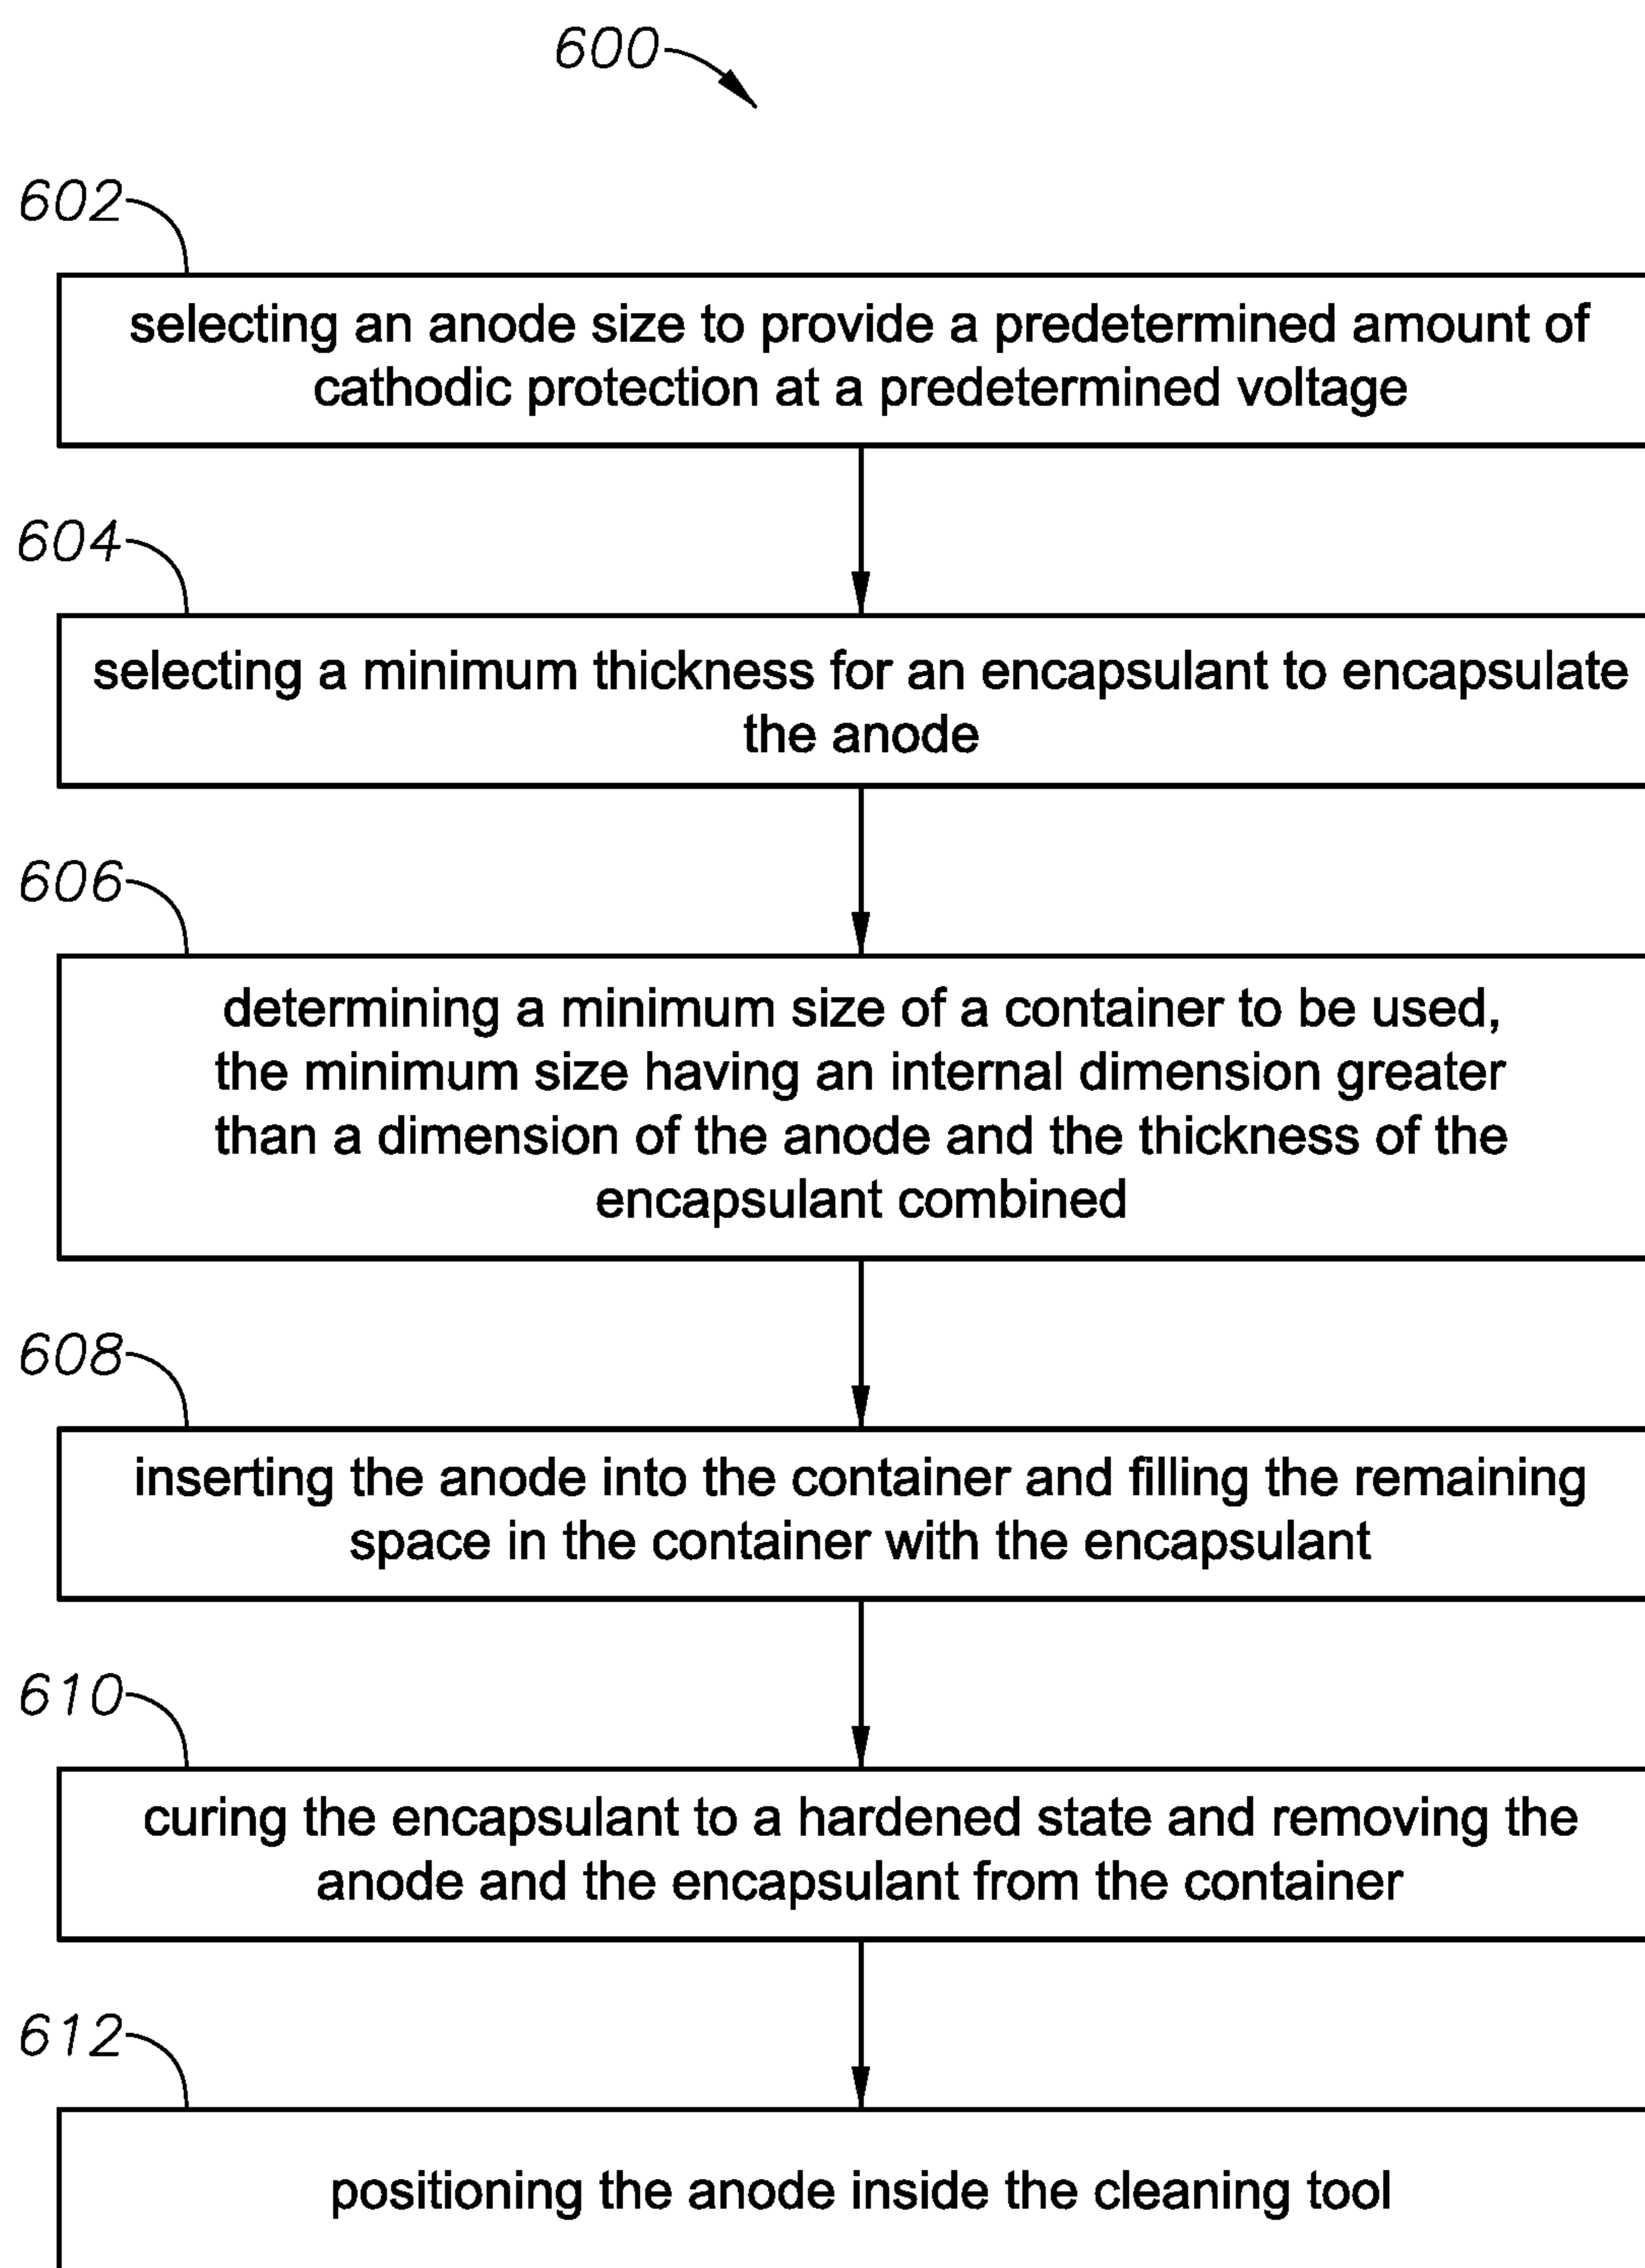 600
602
selecting an anode size to provide a predetermined amount of
cathodic protection at a predetermined voltage
604
selecting a minimum thickness for an encapsulant to encapsulate
the anode
606
determining a minimum size of a container to be used,
the minimum size having an internal dimension greater
than a dimension of the anode and the thickness of the
encapsulant combined
608
inserting the anode into the container and filling the remaining
space in the container with the encapsulant
610
curing the encapsulant to a hardened state and removing the
anode and the encapsulant from the container
612
positioning the anode inside the cleaning tool